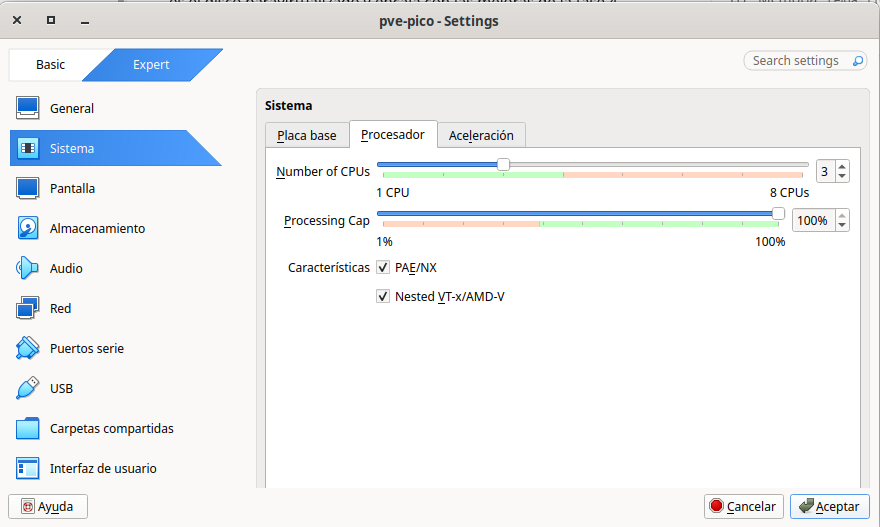 pve-pico - Settings
Basic
Expert
Search settings
General
Sistema
Pantalla
Almacenamiento
Audio
Red
Puertos serie
USB
Carpetas compartidas
Interfaz de usuario
Sistema
Placa base
Procesador
Aceleración
Number of CPUs
3
1 CPU
8 CPUs
Processing Cap
100%
1%
100%
Características
PAE/NX
Nested VT-x/AMD-V
Ayuda
Cancelar
Aceptar